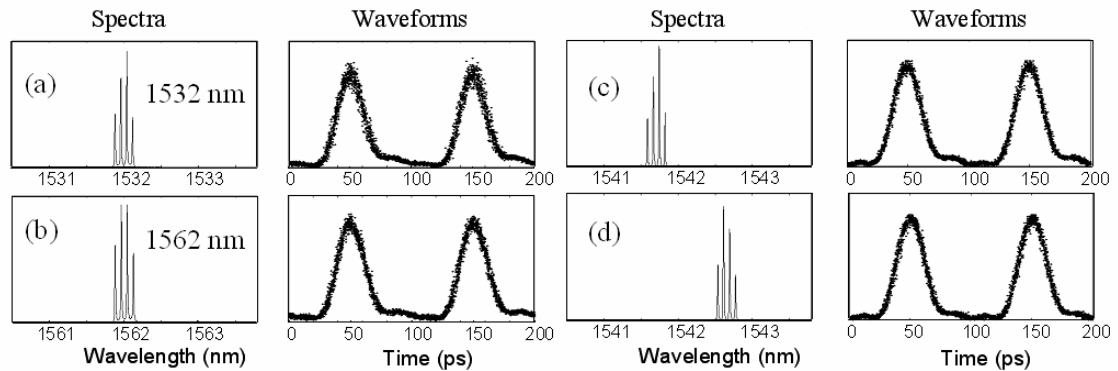 Spectra Waveforms Spectra Waveforms
(a) 1532 nm (c)
1531 1532 1533 0 50 100 150 200 1541 1542 1543 0 50 100 150 200
(b) 1562 nm (d)
1561 1562 1563 0 50 100 150 200 1541 1542 1543 0 50 100 150 200
Wavelength (nm) Time (ps) Wavelength (nm) Time (ps)